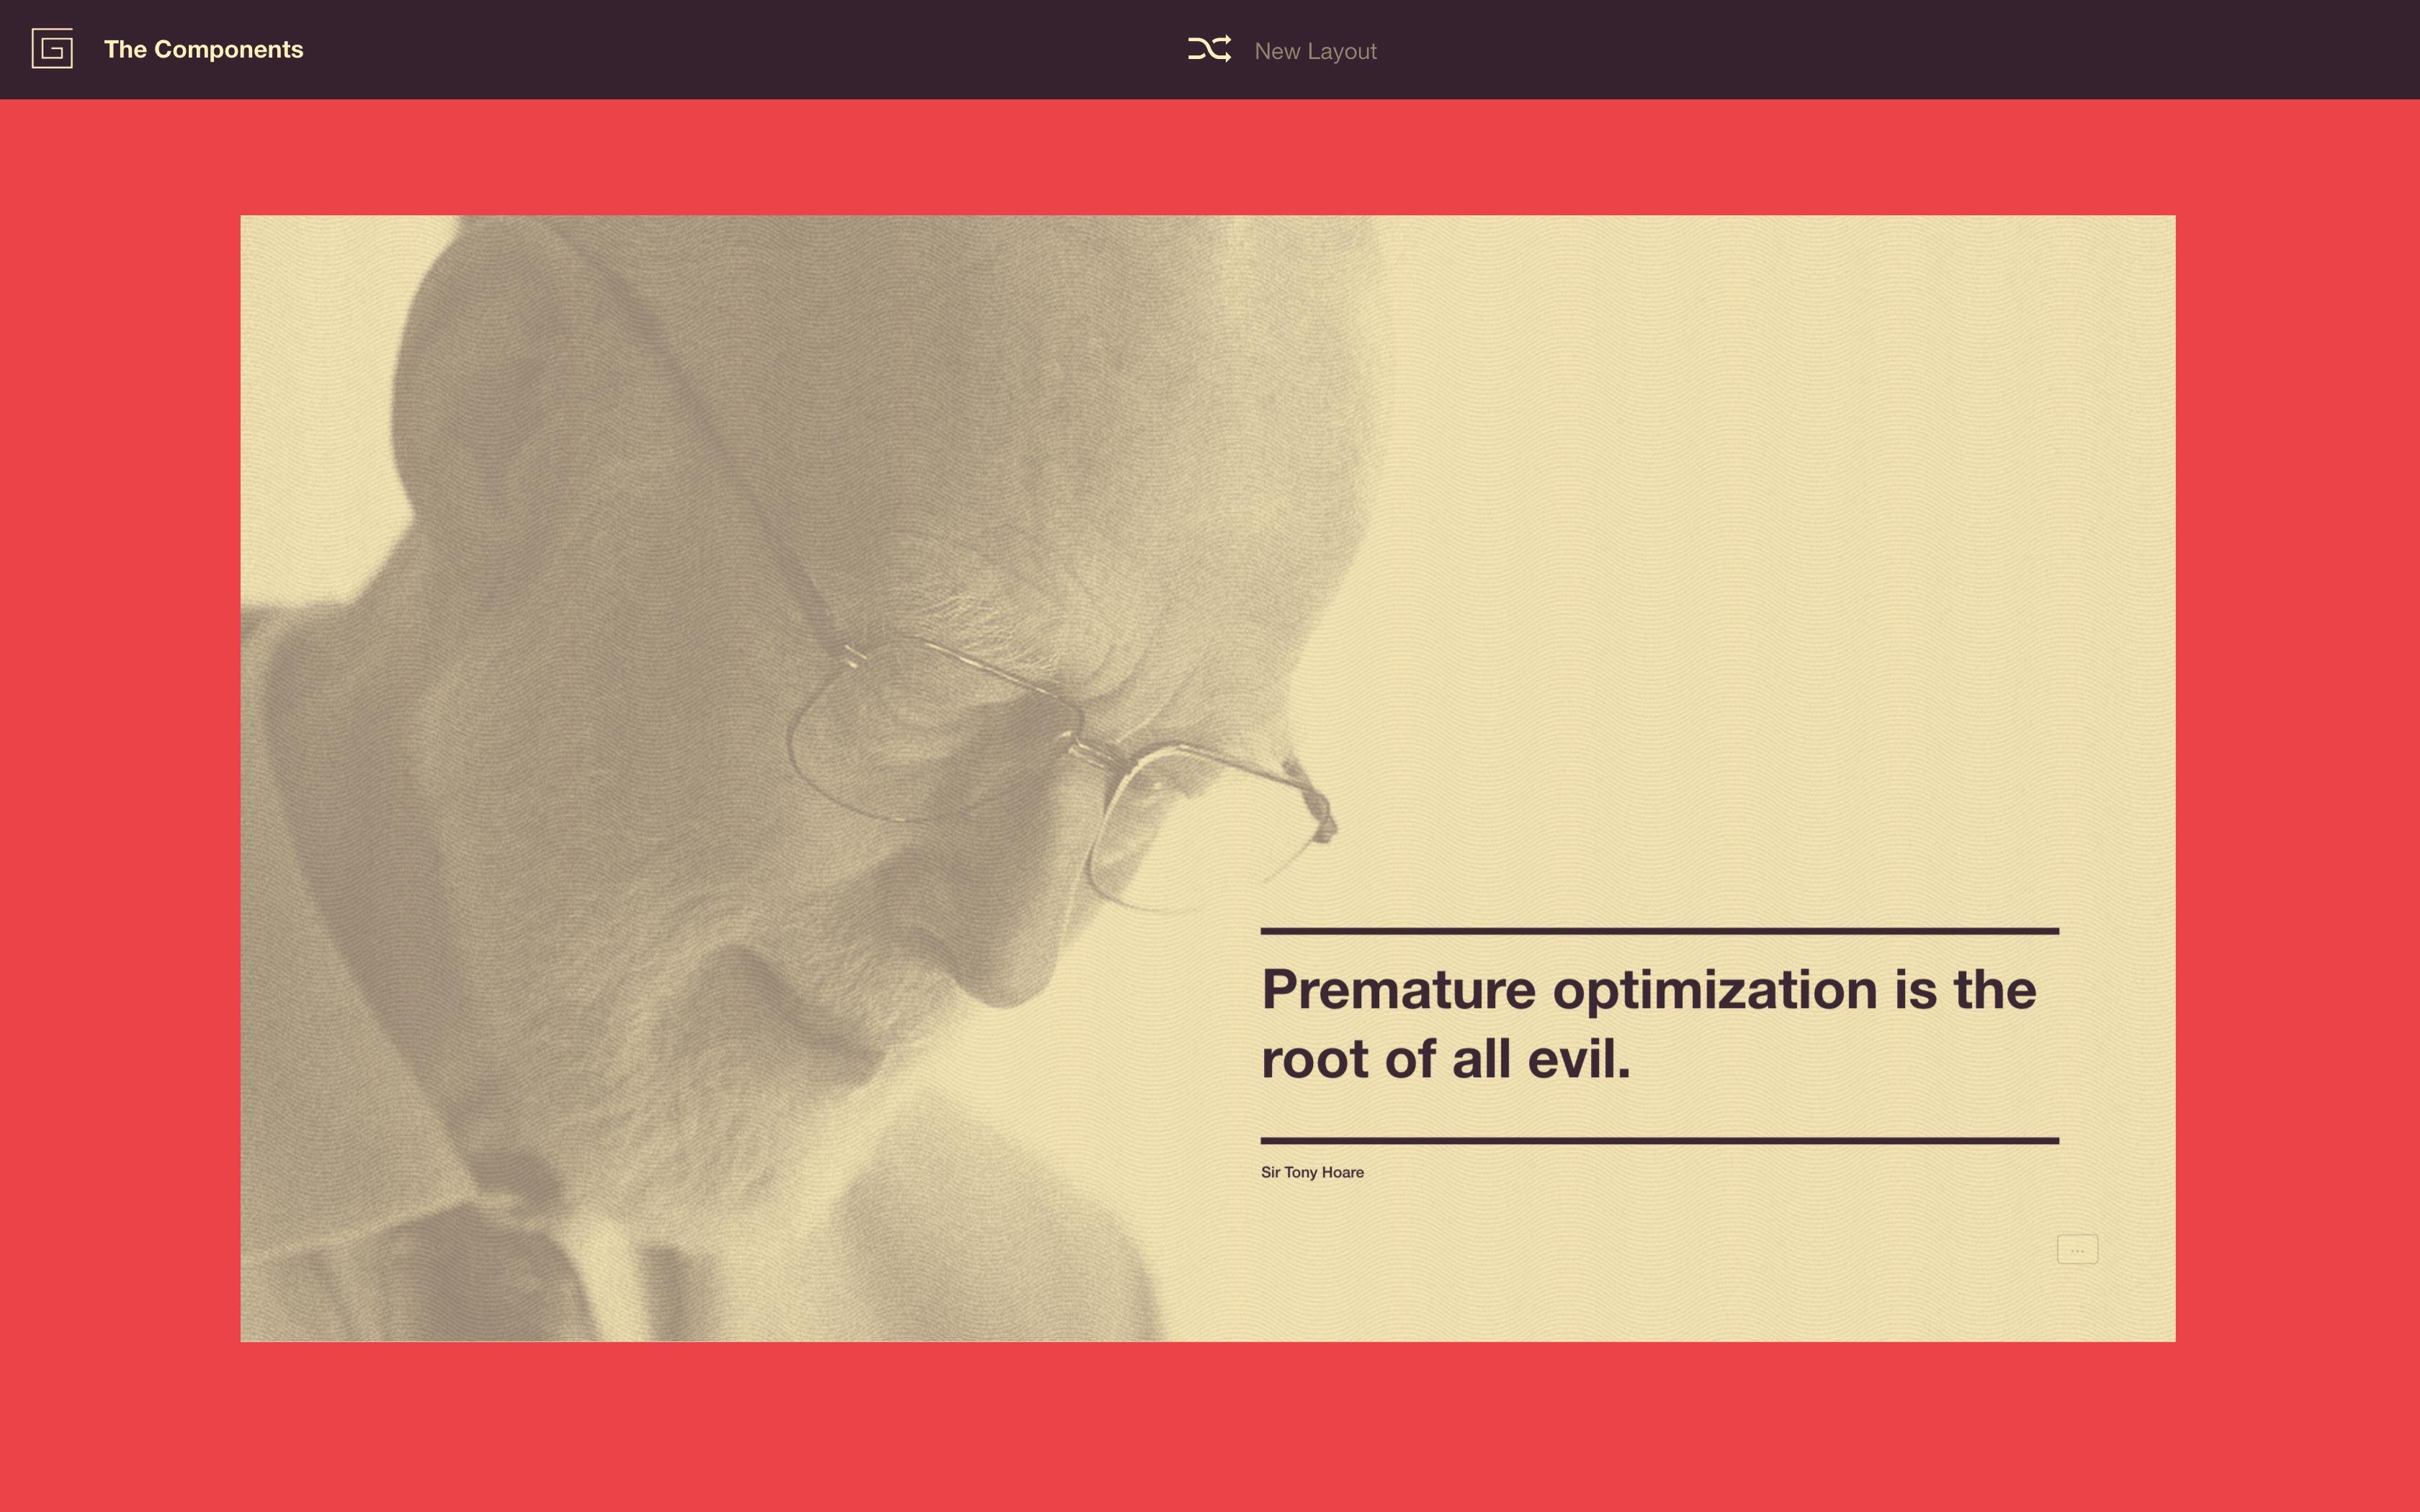 The Components
New Layout
Premature optimization is the
root of all evil.
Sir Tony Hoare
...